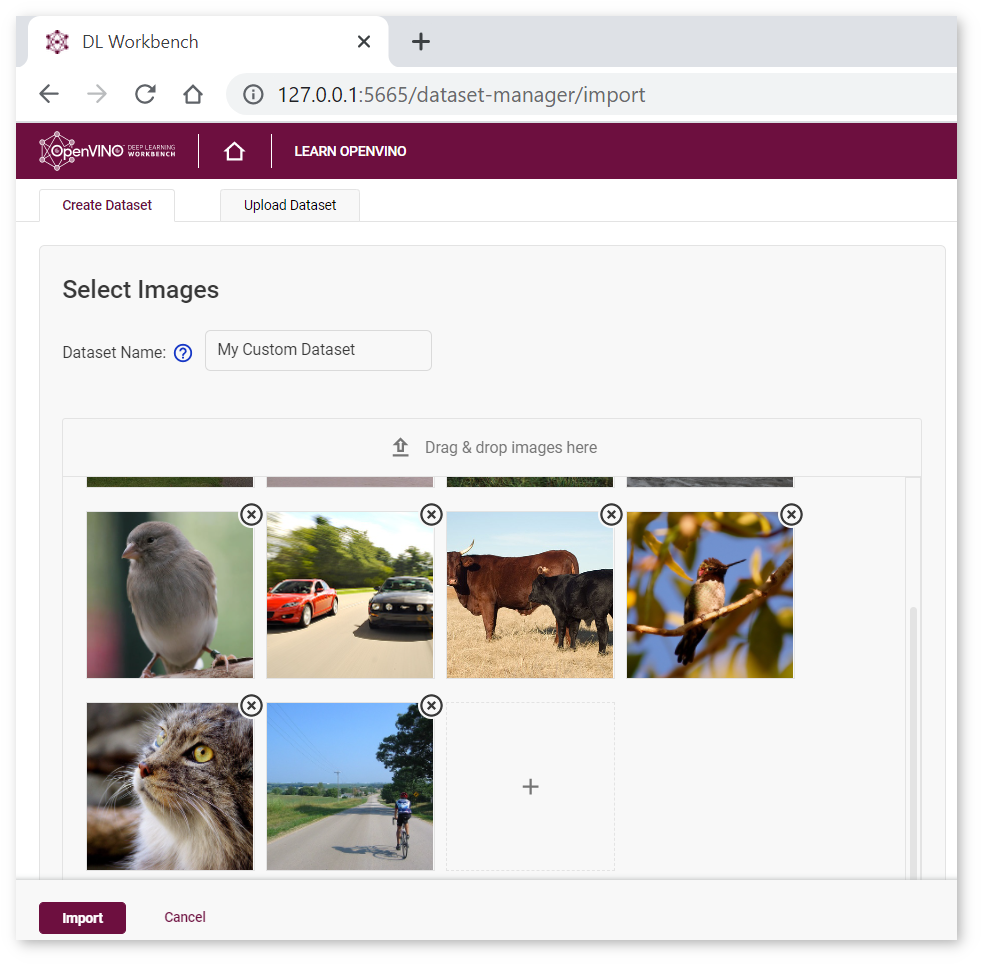 DL Workbench
127.0.0.1:5665/dataset-manager/import
OpenVINO DEEP LEARNING WORKBENCH
LEARN OPENVINO
Create Dataset
Upload Dataset
Select Images
Dataset Name:
My Custom Dataset
Drag & drop images here
Import
Cancel